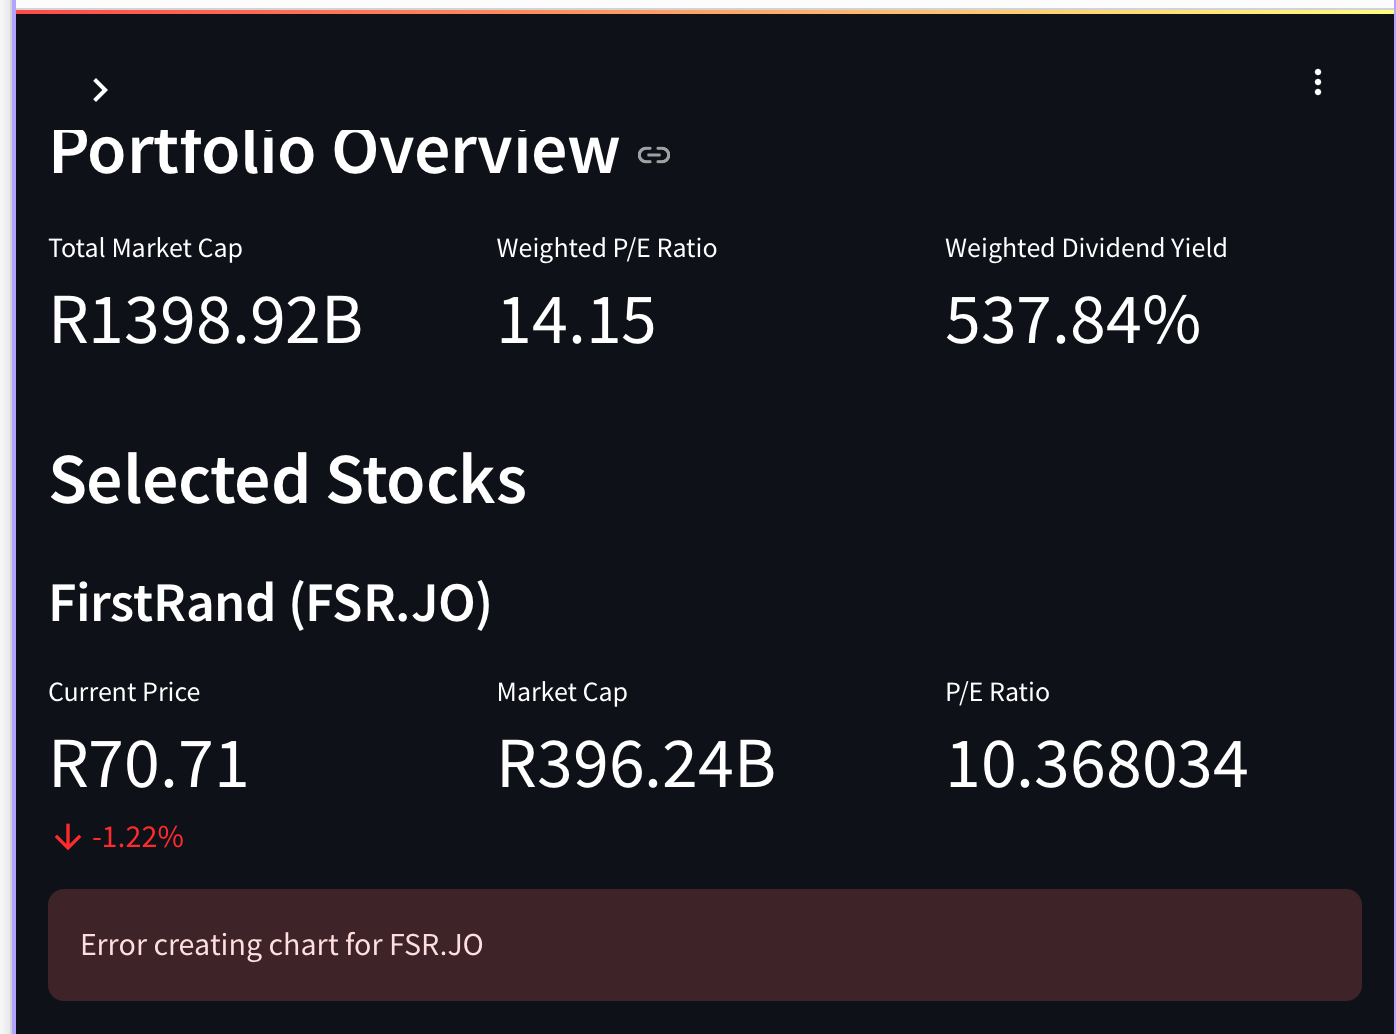 Portfolio Overview
Total Market Cap
Weighted P/E Ratio
Weighted Dividend Yield
R1398.92B
14.15
537.84%
Selected Stocks
FirstRand (FSR.JO)
Current Price
Market Cap
P/E Ratio
R70.71
R396.24B
10.368034
-1.22%
Error creating chart for FSR.JO